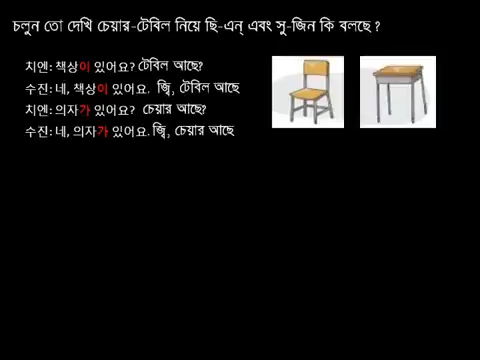 চলুন তো দেখি চেয়ার-টেবিল নিয়ে ছি-এন্ এবং সু-জিন কি বলছে ?
치엔: 책상이 있어요? টেবিল আছে?
수진: 네, 책상이 있어요. জ্বি, টেবিল আছে
치엔: 의자가 있어요? চেয়ার আছে?
수진: 네, 의자가 있어요. জ্বি, চেয়ার আছে